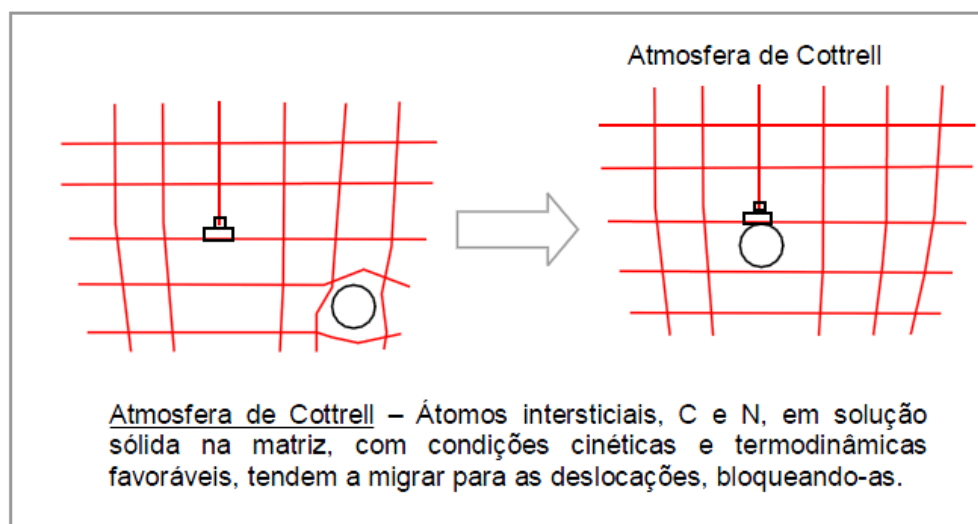 Atmosfera de Cottrell
Atmosfera de Cottrell – Átomos intersticiais, C e N, em solução
sólida na matriz, com condições cinéticas e termodinâmicas
favoráveis, tendem a migrar para as deslocações, bloqueando-as.